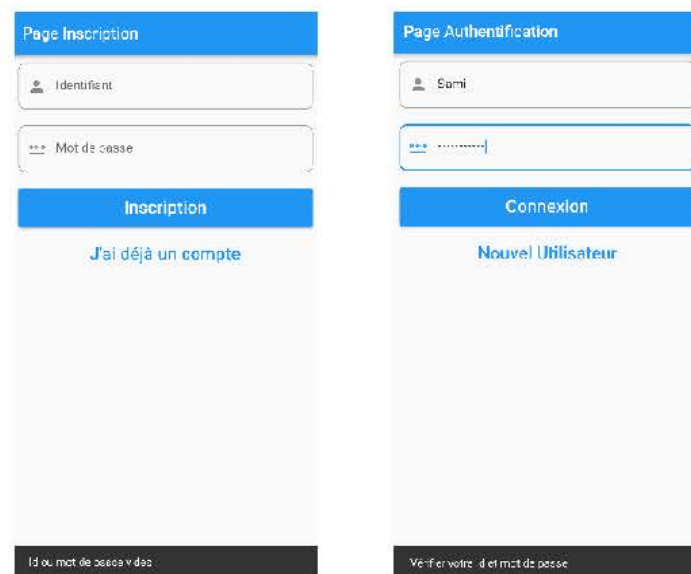 Page Inscription
Identifiant
Mot de passe
Inscription
J'ai déjà un compte
Id ou mot de passe vides
Page Authentification
Sami
Connexion
Nouvel Utilisateur
Vérifier votre id et mot de passe